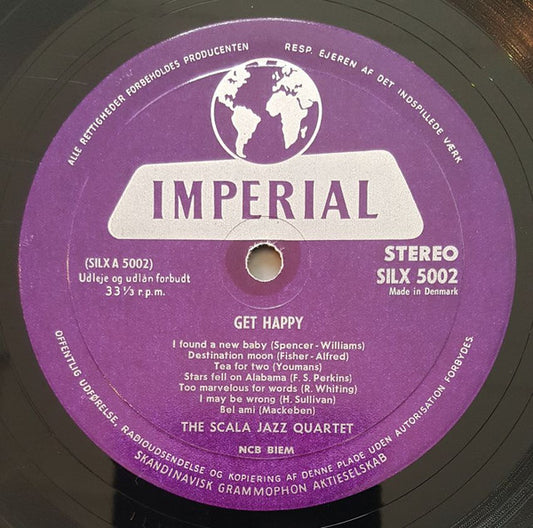 ALLE RETTIGHEDER FORBEHOLDES PRODUCENTEN RESP. EJEREN AF DET INDSPILLEDE VÆRK
IMPERIAL
(SILX A 5002)
Udleje og udlån forbudt
33 ⅓ r.p.m.
STEREO
SILX 5002
Made in Denmark
GET HAPPY
I found a new baby (Spencer-Williams)
Destination moon (Fisher-Alfred)
Tea for two (Youmans)
Stars fell on Alabama (F. S. Perkins)
Too marvelous for words (R. Whiting)
I may be wrong (H. Sullivan)
Bel ami (Mackeben)
THE SCALA JAZZ QUARTET
NCB BIEM
OFFENTLIG UDFØRELSE, RADIOUDSENDELSE OG KOPIERING AF DENNE PLADE UDEN AUTORISATION FORBYDES.
SKANDINAVISK GRAMMOPHON AKTIESELSKAB